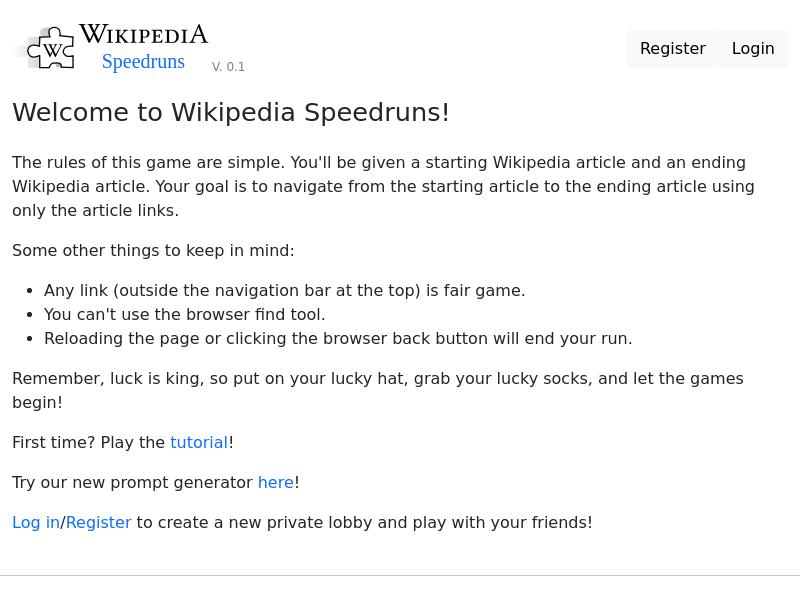 WIKIPEDIA
W
Speedruns
V. 0.1
Register
Login
Welcome to Wikipedia Speedruns!
The rules of this game are simple. You'll be given a starting Wikipedia article and an ending
Wikipedia article. Your goal is to navigate from the starting article to the ending article using
only the article links.
Some other things to keep in mind:
• Any link (outside the navigation bar at the top) is fair game.
• You can't use the browser find tool.
• Reloading the page or clicking the browser back button will end your run.
Remember, luck is king, so put on your lucky hat, grab your lucky socks, and let the games
begin!
First time? Play the tutorial!
Try our new prompt generator here!
Log in/Register to create a new private lobby and play with your friends!